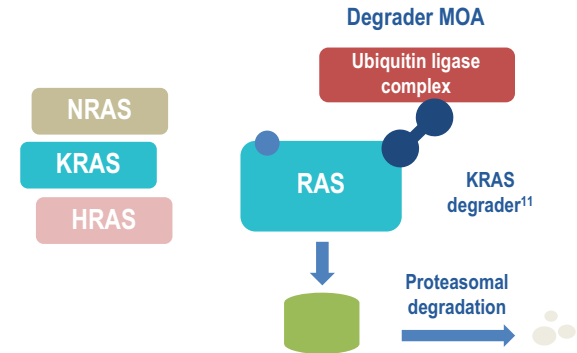 Degrader MOA
Ubiquitin ligase
complex
NRAS
KRAS
HRAS
RAS
KRAS
degrader¹¹
Proteasomal
degradation